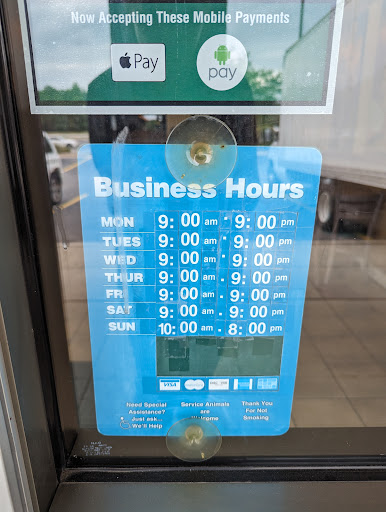 Now Accepting These Mobile Payments
Pay
pay
Business Hours
MON 9:00 am - 9:00 pm
TUES 9:00 am - 9:00 pm
WED 9:00 am - 9:00 pm
THUR 9:00 am - 9:00 pm
FRI 9:00 am - 9:00 pm
SAT 9:00 am - 9:00 pm
SUN 10:00 am - 8:00 pm
VISA
Need Special Assistance? Just ask... We'll Help
Service Animals are
Thank You For Not Smoking